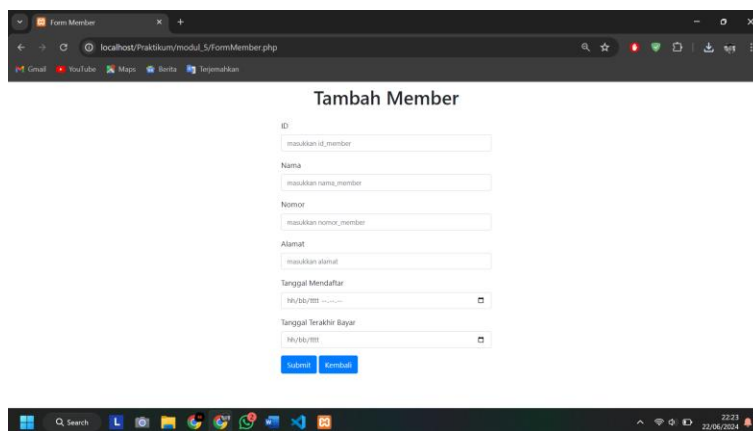 Form Member
localhost/Praktikum/modul_5/FormMember.php
Gmail YouTube Maps Berita Terjemahkan
Tambah Member
ID
masukkan id_member
Nama
masukkan nama_member
Nomor
masukkan nomor_member
Alamat
masukkan alamat
Tanggal Mendaftar
hh/bb/tttt --.--.--
Tanggal Terakhir Bayar
hh/bb/tttt
Submit Kembali
Search
22:23
22/06/2024